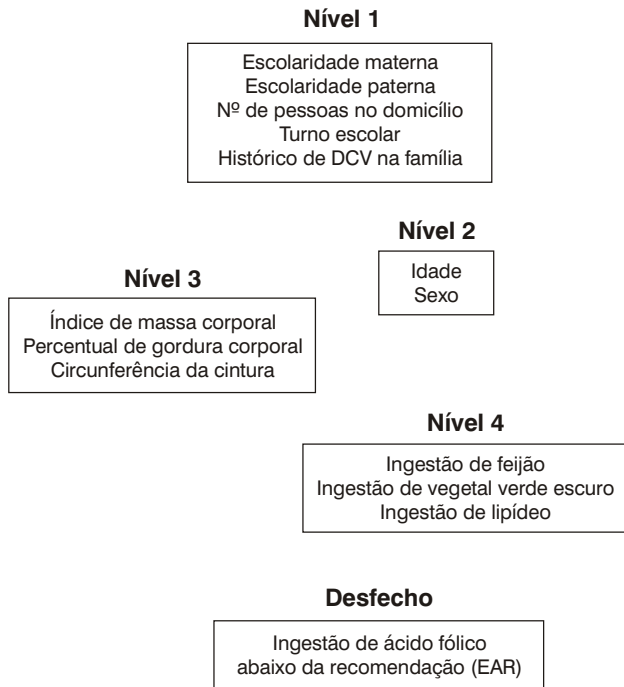 Nível 1
Escolaridade materna
Escolaridade paterna
Nº de pessoas no domicílio
Turno escolar
Histórico de DCV na família
Nível 2
Idade
Sexo
Nível 3
Índice de massa corporal
Percentual de gordura corporal
Circunferência da cintura
Nível 4
Ingestão de feijão
Ingestão de vegetal verde escuro
Ingestão de lipídeo
Desfecho
Ingestão de ácido fólico
abaixo da recomendação (EAR)